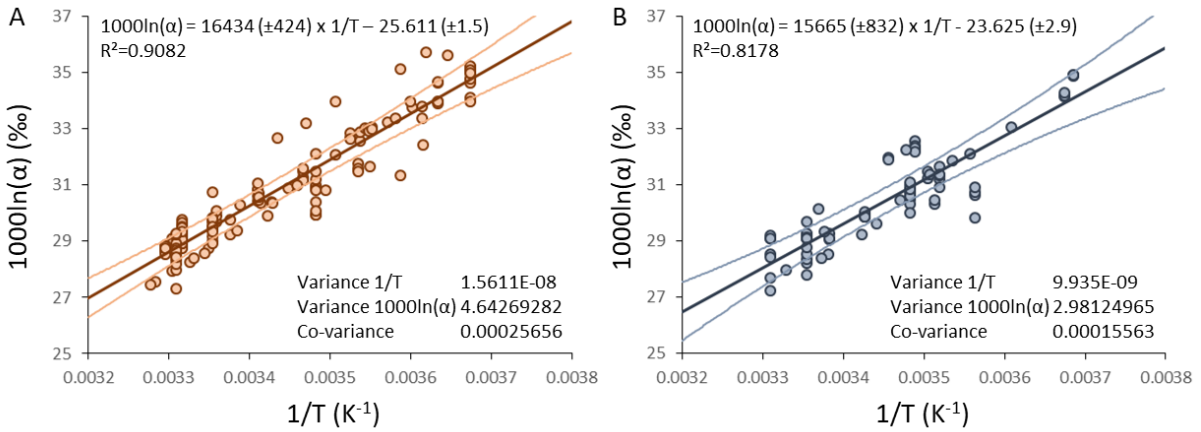 A
1000ln(α) = 16434 (±424) x 1/T – 25.611 (±1.5)
R²=0.9082
37
35
33
31
29
27
25
1000ln(α) (‰)
Variance 1/T 1.5611E-08
Variance 1000ln(α) 4.64269282
Co-variance 0.00025656
0.0032 0.0033 0.0034 0.0035 0.0036 0.0037 0.0038
1/T (K⁻¹)
B
1000ln(α) = 15665 (±832) x 1/T - 23.625 (±2.9)
R²=0.8178
37
35
33
31
29
27
25
1000ln(α) (‰)
Variance 1/T 9.935E-09
Variance 1000ln(α) 2.98124965
Co-variance 0.00015563
0.0032 0.0033 0.0034 0.0035 0.0036 0.0037 0.0038
1/T (K⁻¹)